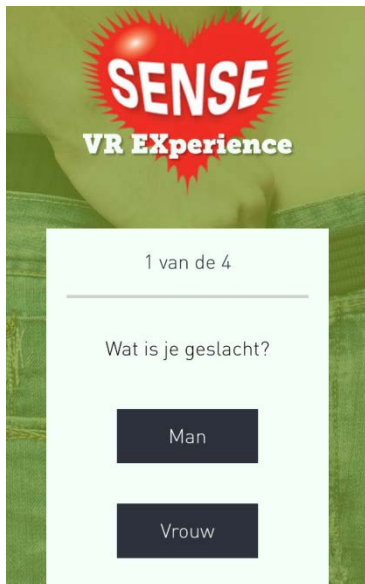 SENSE
VR EXperience
1 van de 4
Wat is je geslacht?
Man
Vrouw